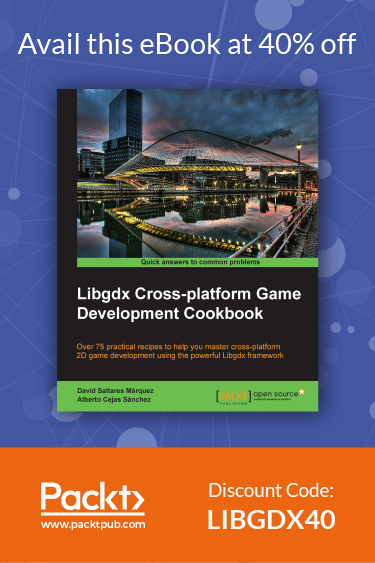 Avail this eBook at 40% off
Quick answers to common problems
Libgdx Cross-platform Game
Development Cookbook
Over 75 practical recipes to help you master cross-platform
2D game development using the powerful Libgdx framework
David Saltares Márquez
Alberto Cejas Sánchez
[PACKT]
PUBLISHING
open source*
Packt>
www.packtpub.com
Discount Code:
LIBGDX40